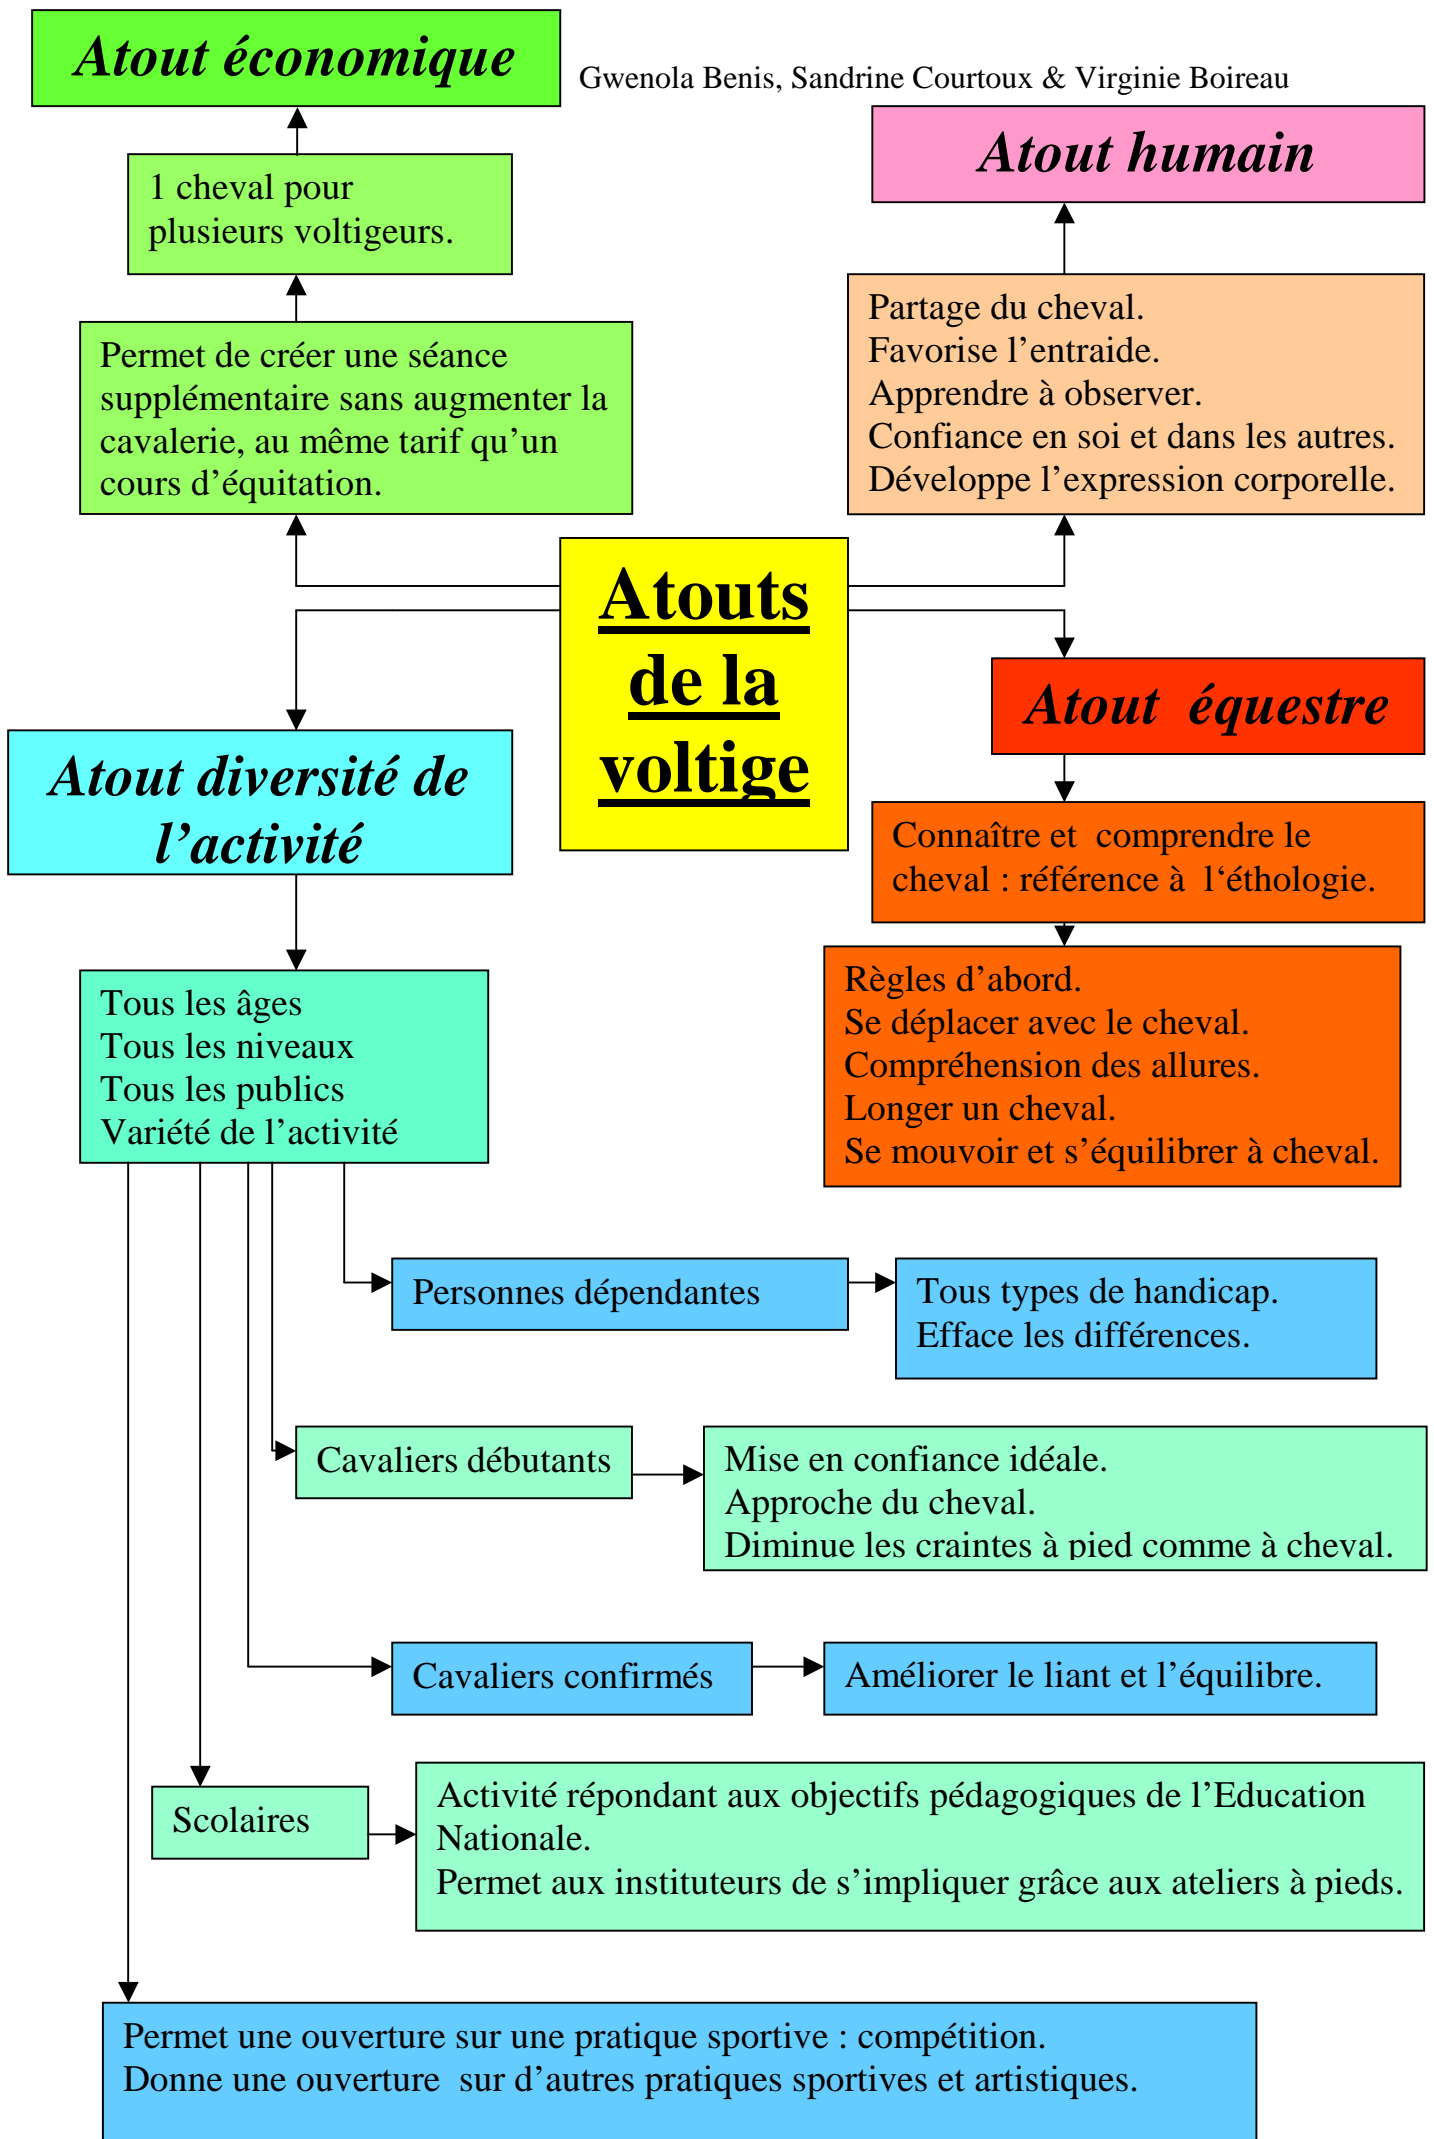 Atout économique
Gwenola Benis, Sandrine Courtoux & Virginie Boireau
Atout humain
1 cheval pour
plusieurs voltigeurs.
Partage du cheval.
Favorise l’entraide.
Apprendre à observer.
Confiance en soi et dans les autres.
Développe l’expression corporelle.
Permet de créer une séance
supplémentaire sans augmenter la
cavalerie, au même tarif qu’un
cours d’équitation.
Atouts
de la
voltige
Atout équestre
Atout diversité de
l’activité
Connaître et comprendre le
cheval : référence à l‘éthologie.
Règles d’abord.
Se déplacer avec le cheval.
Compréhension des allures.
Longer un cheval.
Se mouvoir et s’équilibrer à cheval.
Tous les âges
Tous les niveaux
Tous les publics
Variété de l’activité
Personnes dépendantes
Tous types de handicap.
Efface les différences.
Cavaliers débutants
Mise en confiance idéale.
Approche du cheval.
Diminue les craintes à pied comme à cheval.
Cavaliers confirmés
Améliorer le liant et l’équilibre.
Scolaires
Activité répondant aux objectifs pédagogiques de l’Education
Nationale.
Permet aux instituteurs de s’impliquer grâce aux ateliers à pieds.
Permet une ouverture sur une pratique sportive : compétition.
Donne une ouverture sur d’autres pratiques sportives et artistiques.